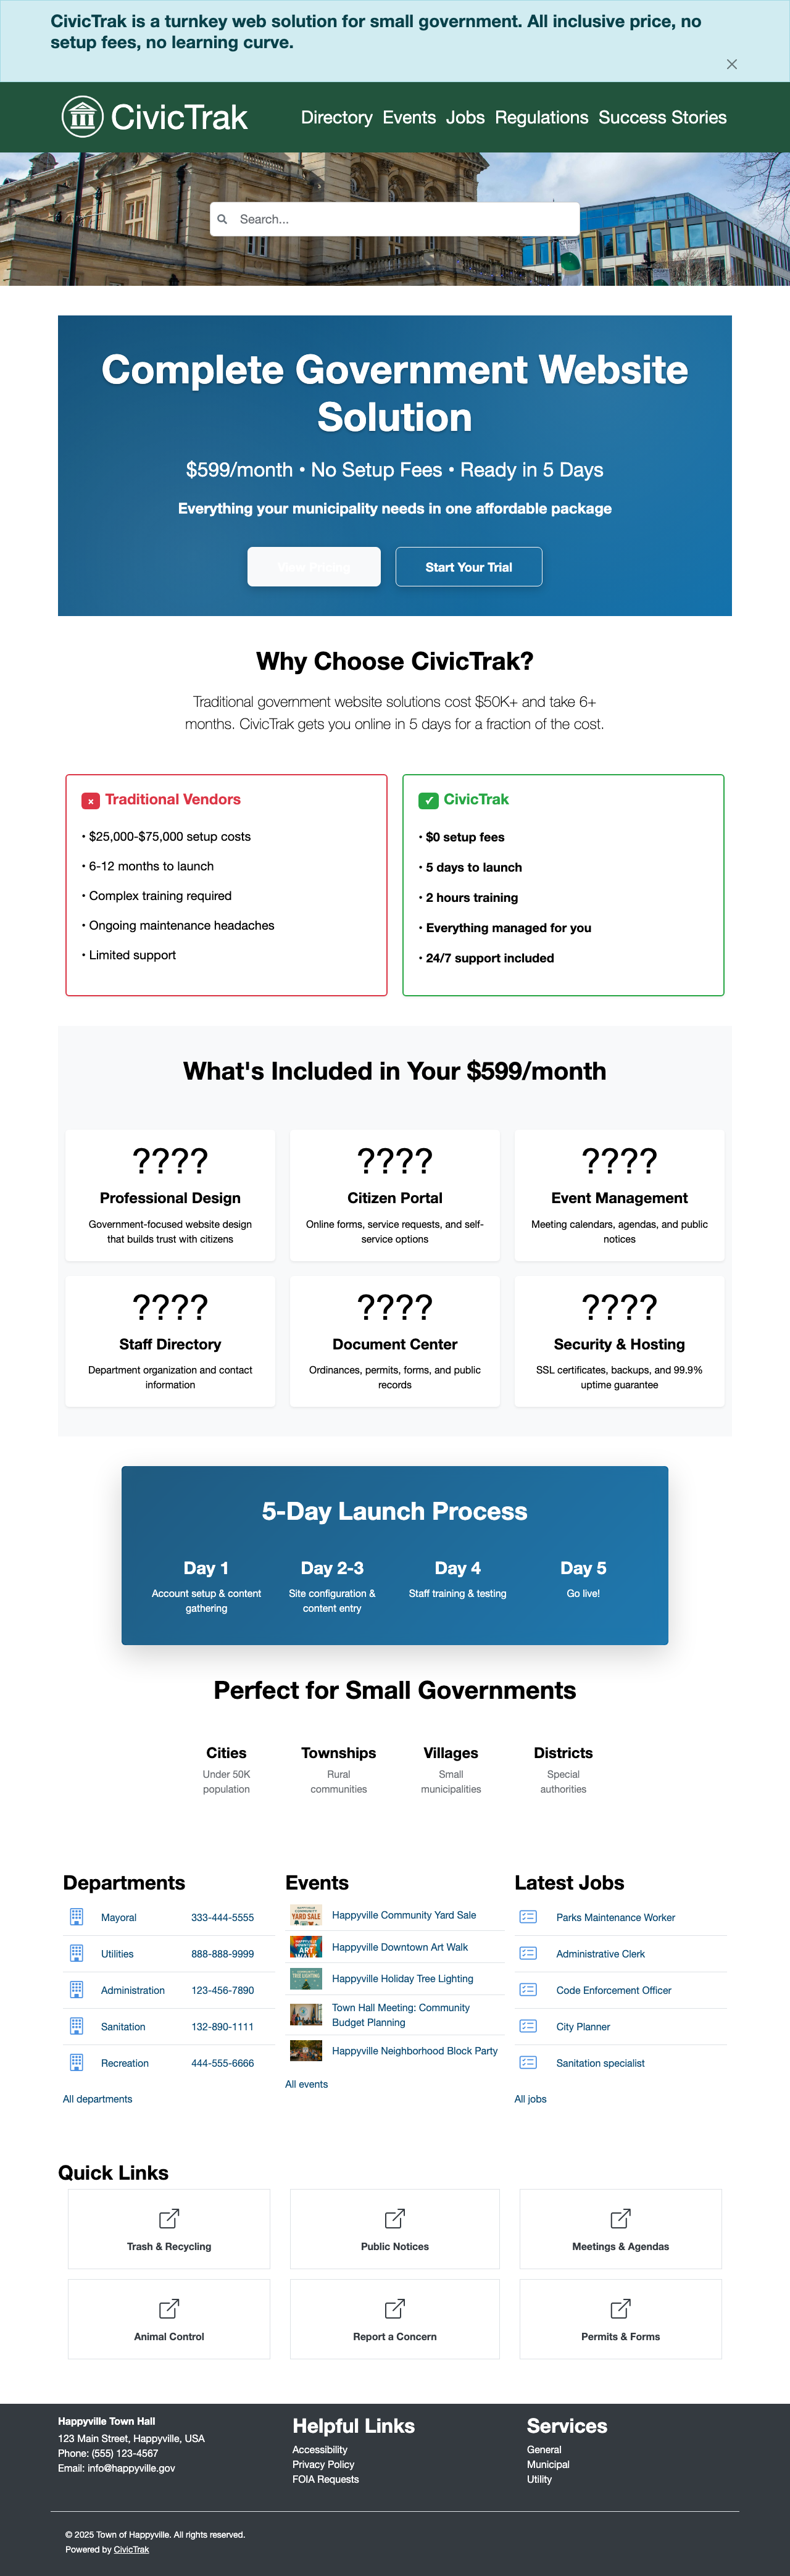 CivicTrak is a turnkey web solution for small government. All inclusive price, no
setup fees, no learning curve.
CivicTrak
Directory Events Jobs Regulations Success Stories
Search...
Complete Government Website
Solution
$599/month • No Setup Fees • Ready in 5 Days
Everything your municipality needs in one affordable package
View Pricing
Start Your Trial
Why Choose CivicTrak?
Traditional government website solutions cost $50K+ and take 6+
months. CivicTrak gets you online in 5 days for a fraction of the cost.
× Traditional Vendors
• $25,000-$75,000 setup costs
• 6-12 months to launch
• Complex training required
• Ongoing maintenance headaches
• Limited support
✓ CivicTrak
• $0 setup fees
• 5 days to launch
• 2 hours training
• Everything managed for you
• 24/7 support included
What's Included in Your $599/month
????
Professional Design
Government-focused website design
that builds trust with citizens
????
Citizen Portal
Online forms, service requests, and self-
service options
????
Event Management
Meeting calendars, agendas, and public
notices
????
Staff Directory
Department organization and contact
information
????
Document Center
Ordinances, permits, forms, and public
records
????
Security & Hosting
SSL certificates, backups, and 99.9%
uptime guarantee
5-Day Launch Process
Day 1
Account setup & content
gathering
Day 2-3
Site configuration &
content entry
Day 4
Staff training & testing
Day 5
Go live!
Perfect for Small Governments
Cities
Under 50K
population
Townships
Rural
communities
Villages
Small
municipalities
Districts
Special
authorities
Departments
Mayoral 333-444-5555
Utilities 888-888-9999
Administration 123-456-7890
Sanitation 132-890-1111
Recreation 444-555-6666
All departments
Events
YARD SALE
Happyville Community Yard Sale
Happyville Downtown Art Walk
TREE LIGHTING
Happyville Holiday Tree Lighting
Town Hall Meeting: Community
Budget Planning
Happyville Neighborhood Block Party
All events
Latest Jobs
Parks Maintenance Worker
Administrative Clerk
Code Enforcement Officer
City Planner
Sanitation specialist
All jobs
Quick Links
Trash & Recycling
Public Notices
Meetings & Agendas
Animal Control
Report a Concern
Permits & Forms
Happyville Town Hall
123 Main Street, Happyville, USA
Phone: (555) 123-4567
Email: info@happyville.gov
Helpful Links
Accessibility
Privacy Policy
FOIA Requests
Services
General
Municipal
Utility
© 2025 Town of Happyville. All rights reserved.
Powered by CivicTrak